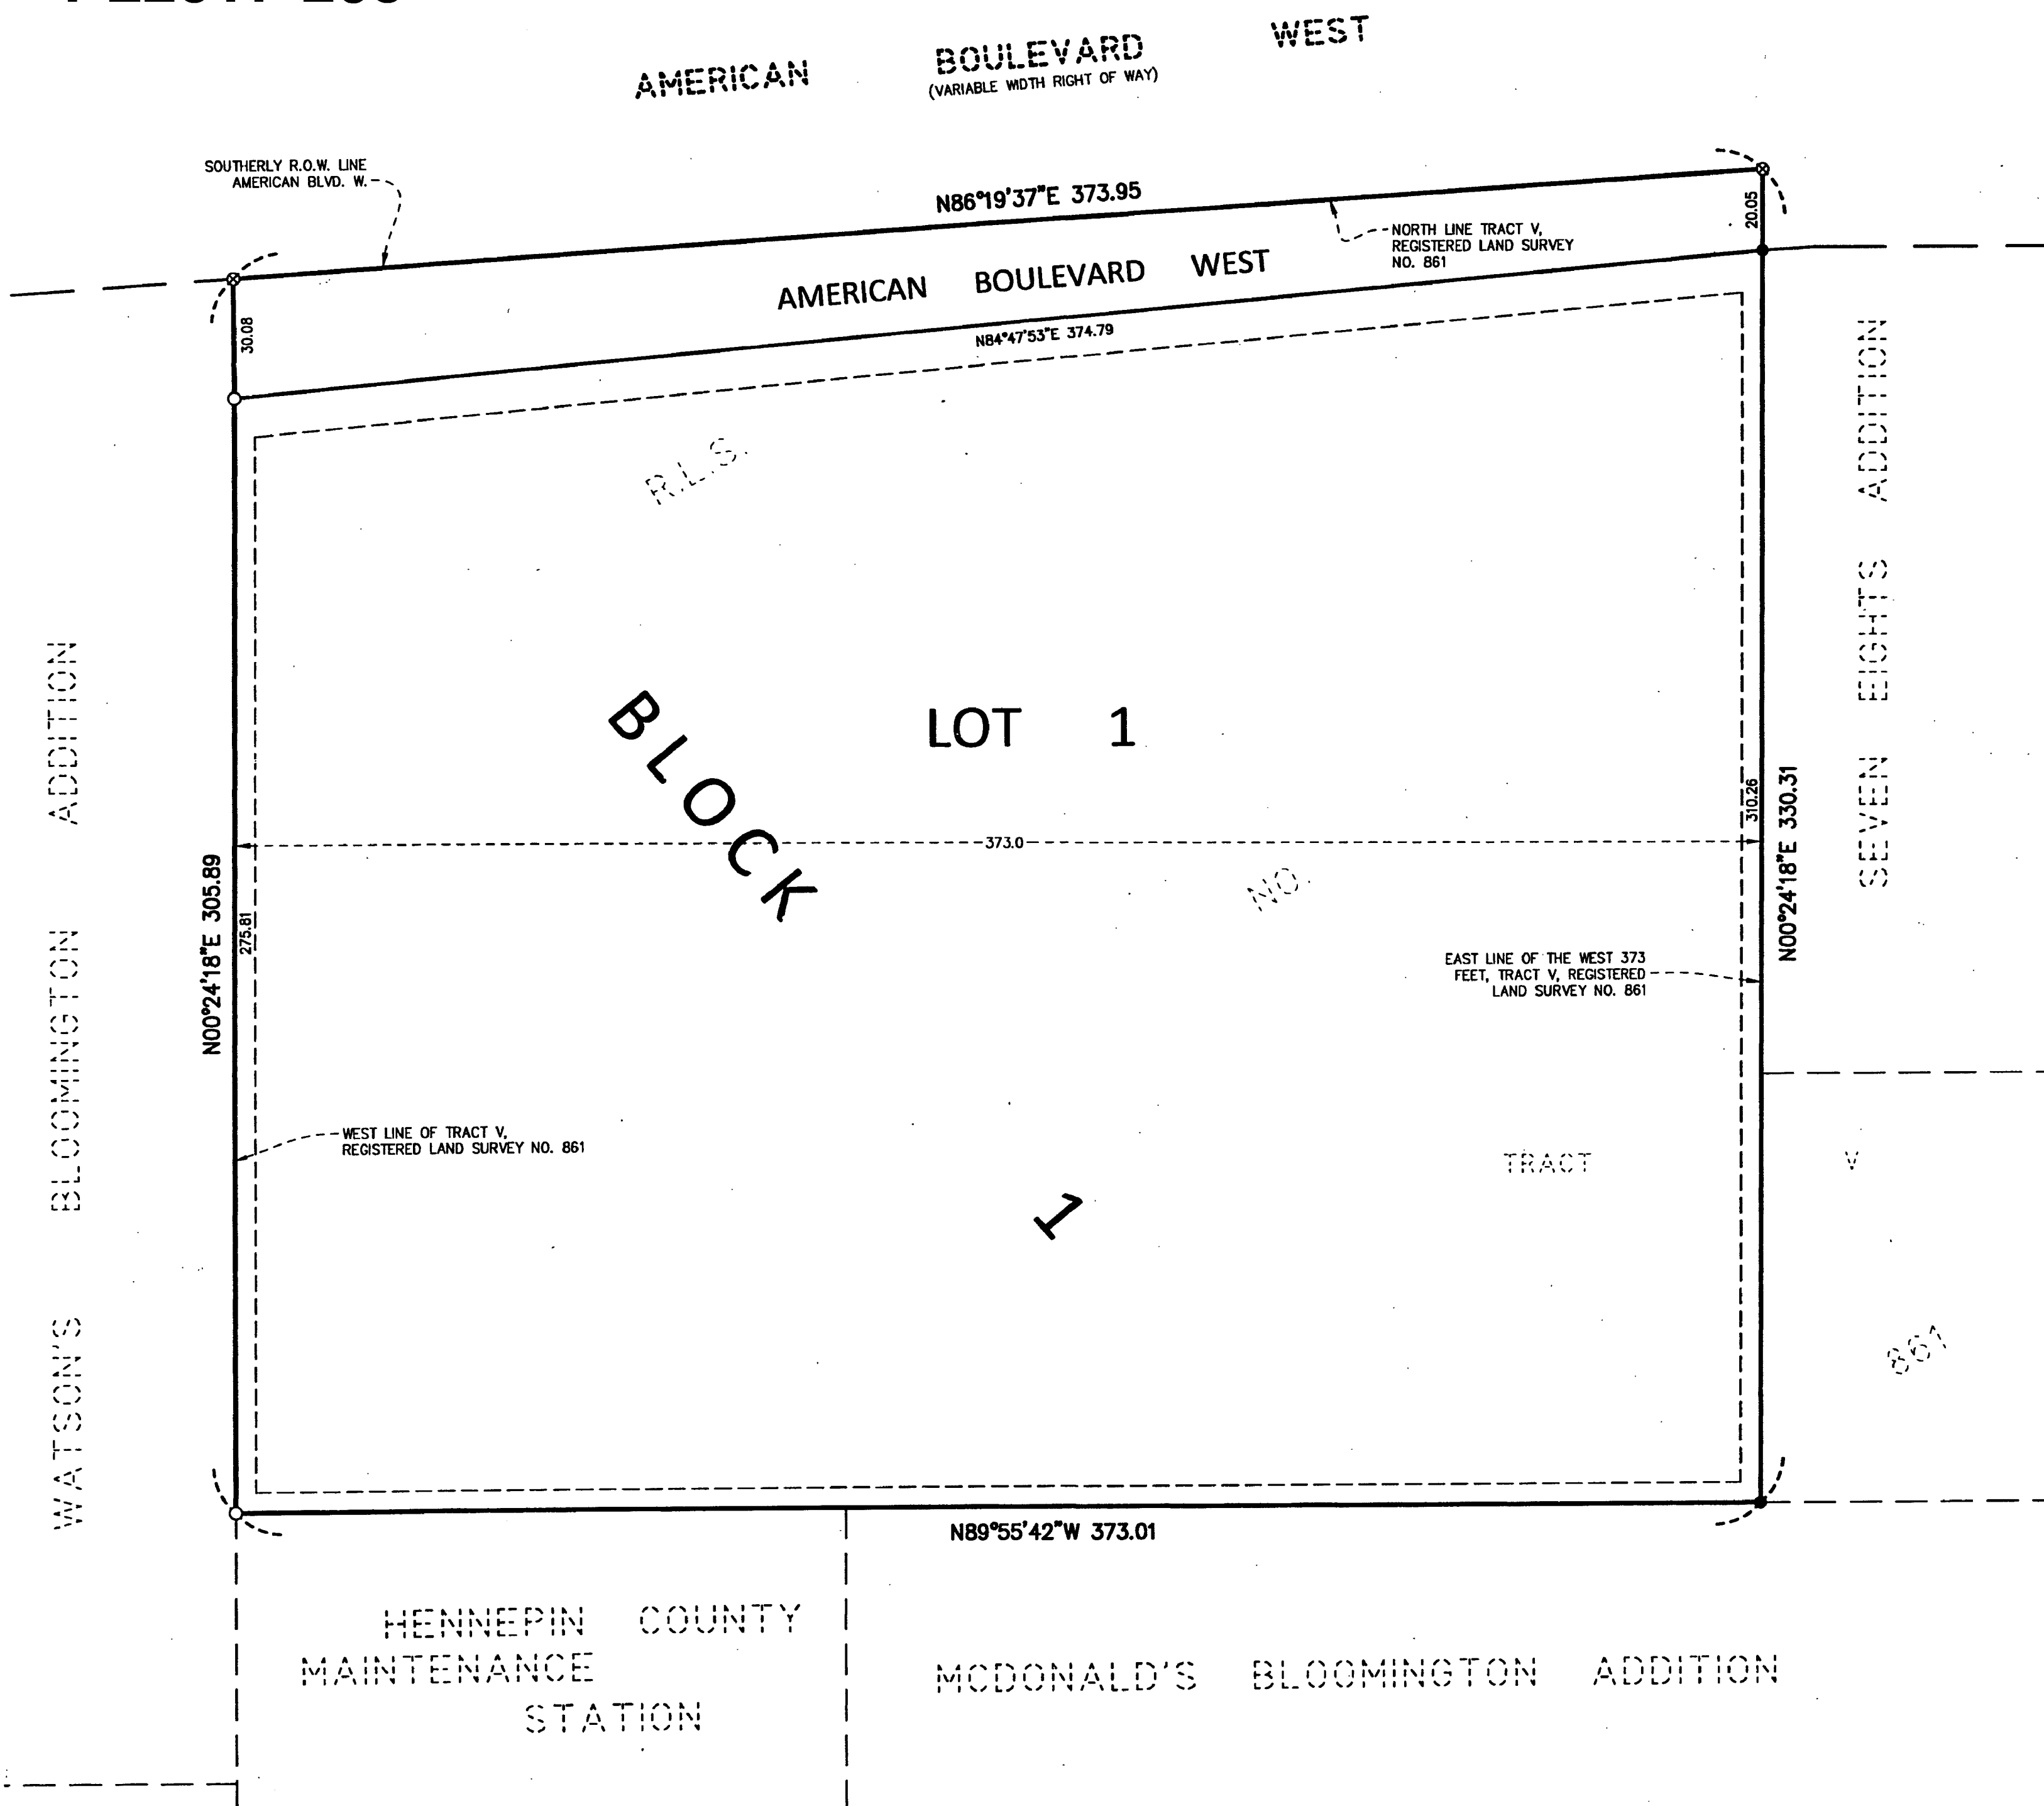 AMERICAN BOULEVARD WEST
(VARIABLE WIDTH RIGHT OF WAY)
SOUTHERLY R.O.W. LINE
AMERICAN BLVD. W.
N86°19'37"E 373.95
20.05
NORTH LINE TRACT V,
REGISTERED LAND SURVEY
NO. 861
AMERICAN BOULEVARD WEST
30.08
N84°47'53"E 374.79
R.L.S.
SEVEN EIGHTS ADDITION
WATSON'S BLOOMINGTON ADDITION
BLOCK
LOT 1
310.26
N00°24'18"E 330.31
373.0
N00°24'18"E 305.89
275.81
NO.
EAST LINE OF THE WEST 373
FEET, TRACT V, REGISTERED
LAND SURVEY NO. 861
WEST LINE OF TRACT V,
REGISTERED LAND SURVEY NO. 861
TRACT V
1
861
N89°55'42"W 373.01
HENNEPIN COUNTY
MAINTENANCE
STATION
MCDONALD'S BLOOMINGTON ADDITION